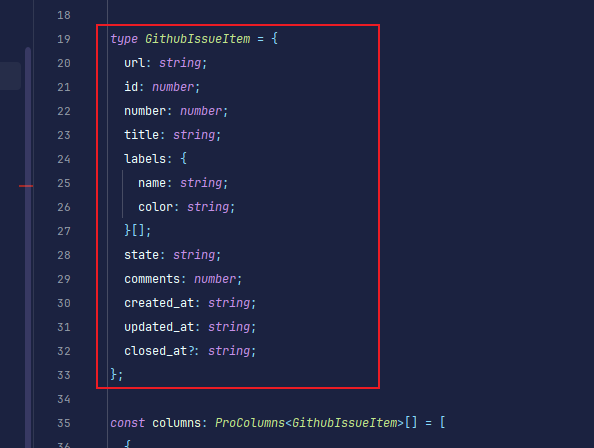 18
19 type GithubIssueItem = {
20 url: string;
21 id: number;
22 number: number;
23 title: string;
24 labels: {
25 name: string;
26 color: string;
27 }[];
28 state: string;
29 comments: number;
30 created_at: string;
31 updated_at: string;
32 closed_at?: string;
33 };
34
35 const columns: ProColumns<GithubIssueItem>[] = [
36 {